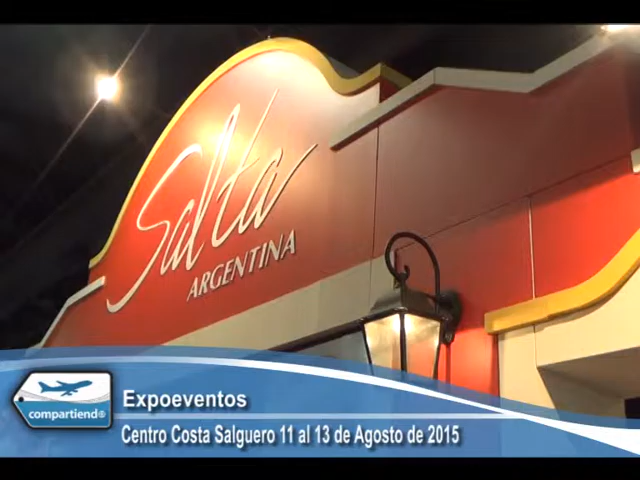 Salta
ARGENTINA
compartiendo®
Expoeventos
Centro Costa Salguero 11 al 13 de Agosto de 2015